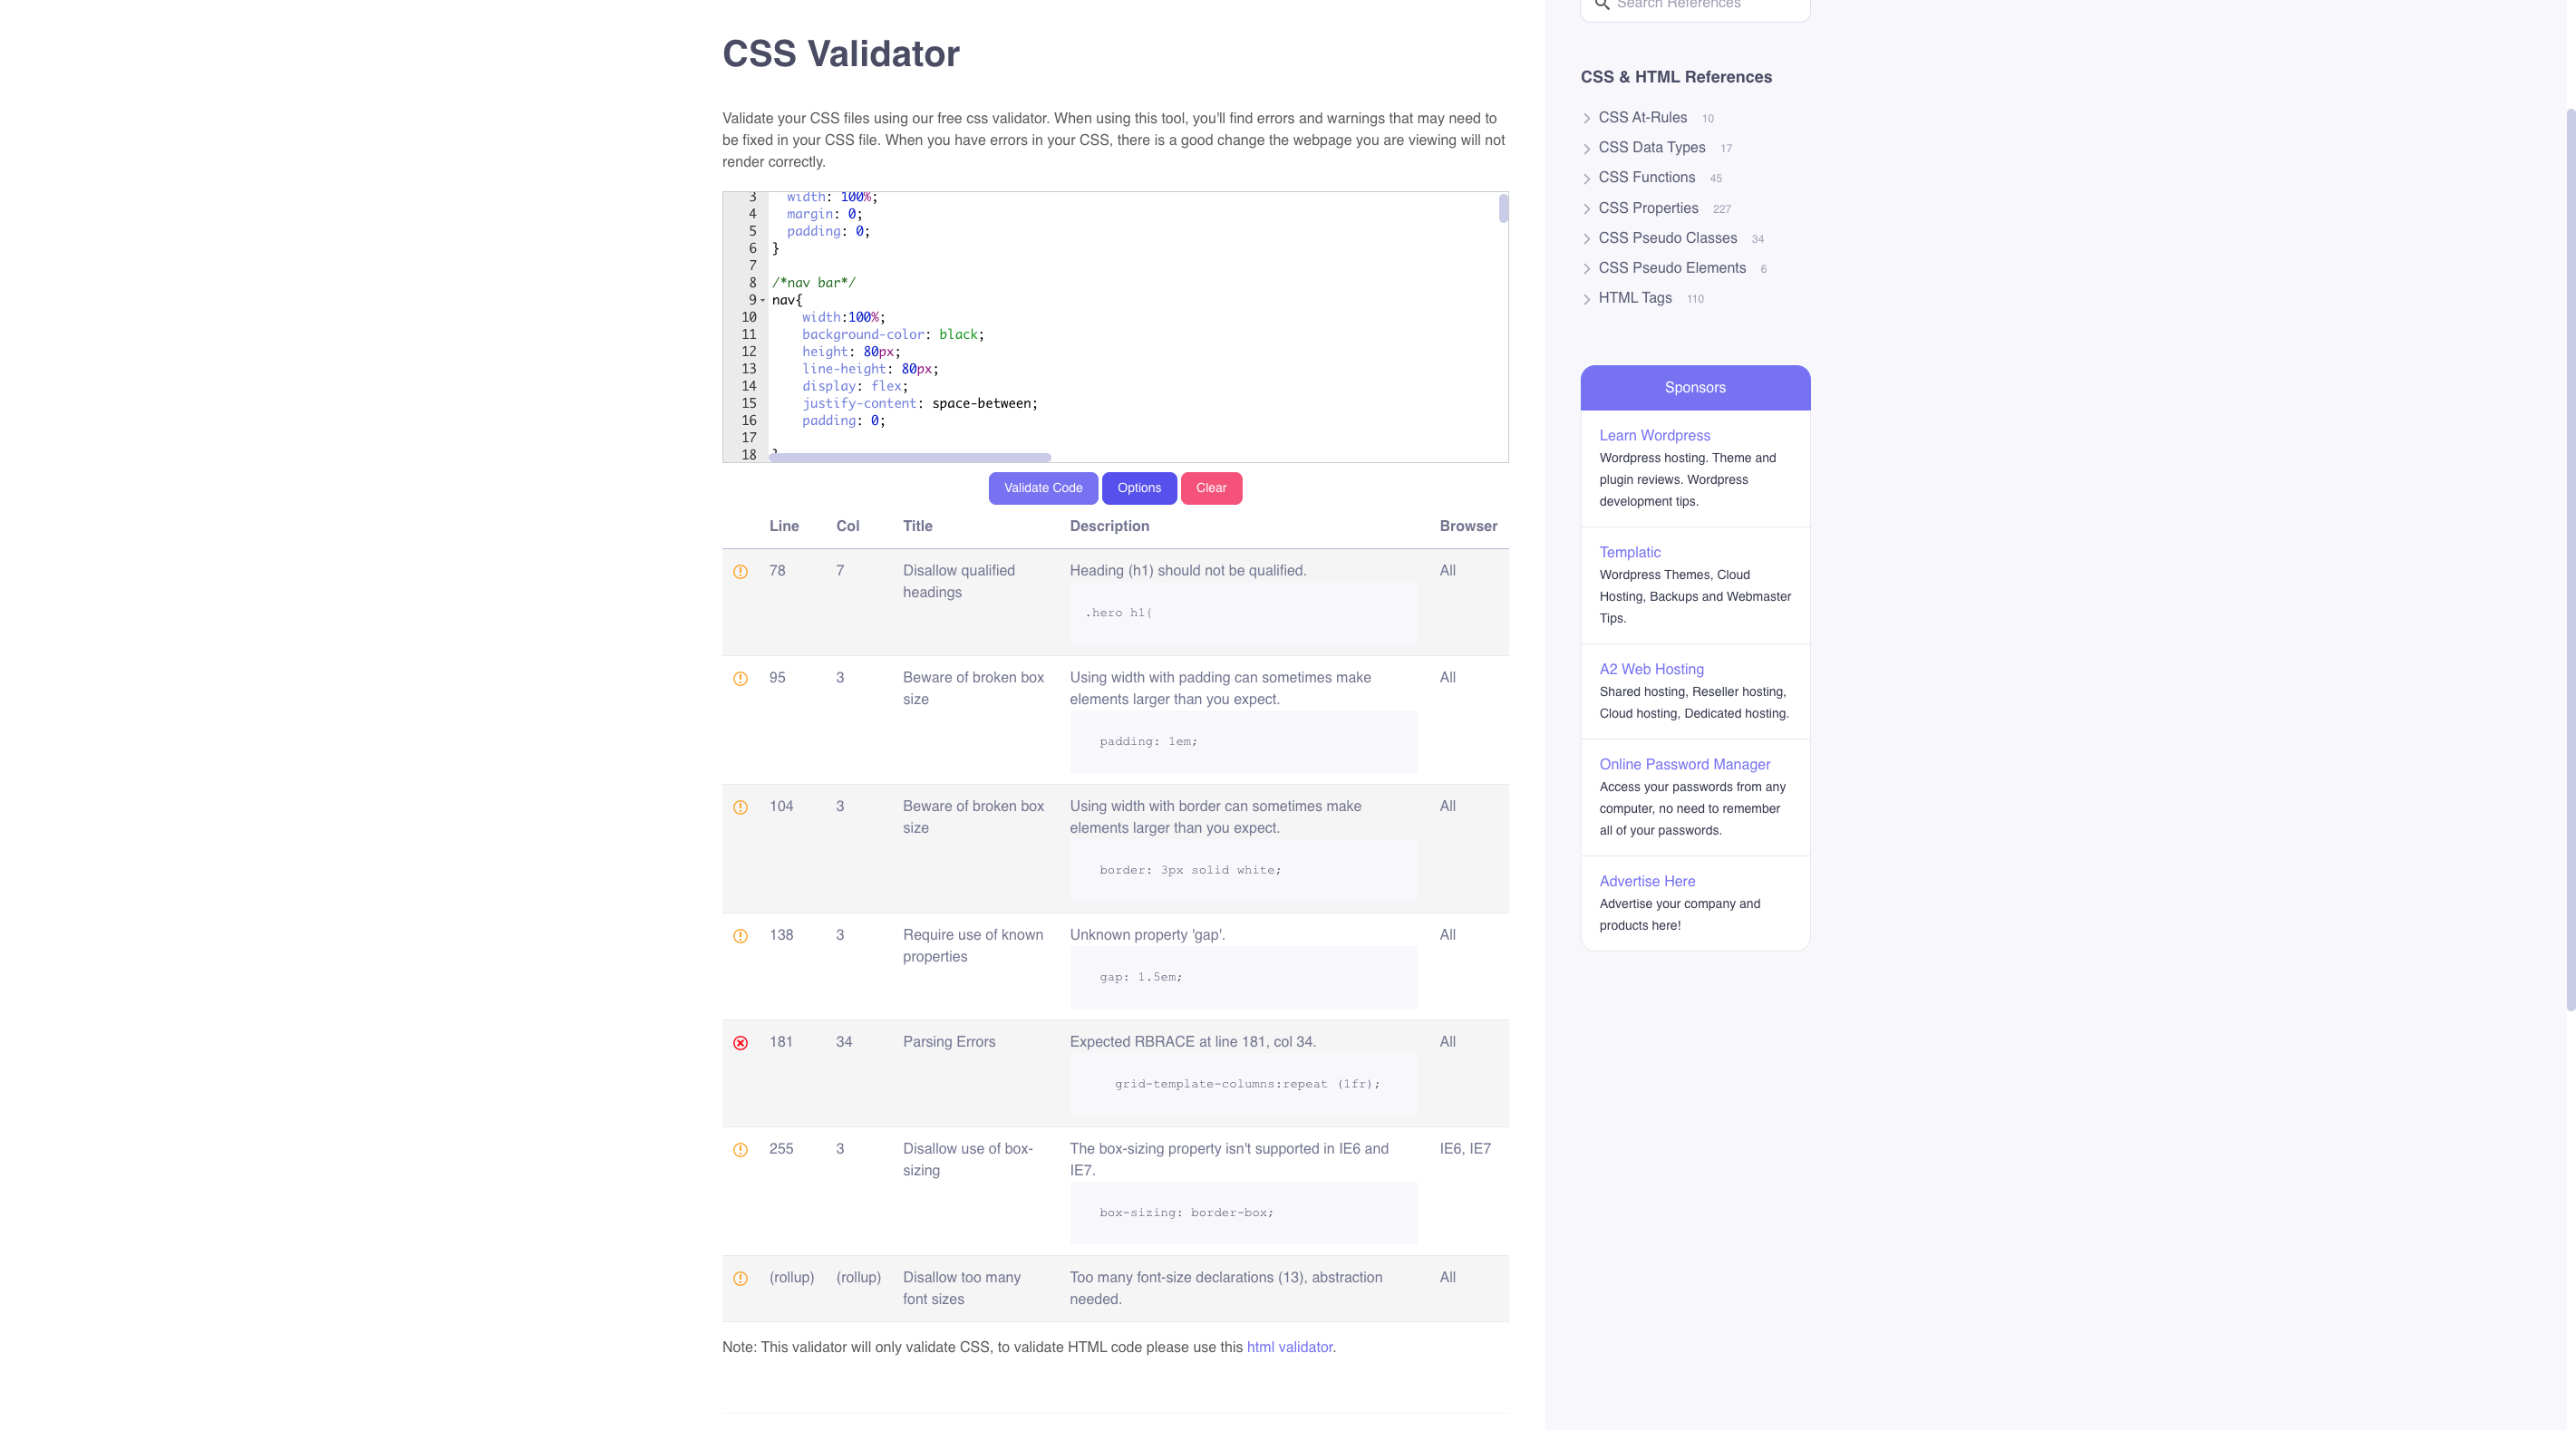 Search References
CSS Validator
Validate your CSS files using our free css validator. When using this tool, you'll find errors and warnings that may need to
be fixed in your CSS file. When you have errors in your CSS, there is a good change the webpage you are viewing will not
render correctly.
3 width: 100%;
4 margin: 0;
5 padding: 0;
6 }
7
8 /*nav bar*/
9 nav{
10 width:100%;
11 background-color: black;
12 height: 80px;
13 line-height: 80px;
14 display: flex;
15 justify-content: space-between;
16 padding: 0;
17
18 }
Validate Code Options Clear
Line Col Title Description Browser
78 7 Disallow qualified Heading (h1) should not be qualified. All
headings
.hero h1{
95 3 Beware of broken box Using width with padding can sometimes make All
size elements larger than you expect.
padding: 1em;
104 3 Beware of broken box Using width with border can sometimes make All
size elements larger than you expect.
border: 3px solid white;
138 3 Require use of known Unknown property 'gap'. All
properties
gap: 1.5em;
181 34 Parsing Errors Expected RBRACE at line 181, col 34. All
grid-template-columns:repeat (1fr);
255 3 Disallow use of box- The box-sizing property isn't supported in IE6 and IE6, IE7
sizing IE7.
box-sizing: border-box;
(rollup) (rollup) Disallow too many Too many font-size declarations (13), abstraction All
font sizes needed.
Note: This validator will only validate CSS, to validate HTML code please use this html validator.
CSS & HTML References
CSS At-Rules 10
CSS Data Types 17
CSS Functions 45
CSS Properties 227
CSS Pseudo Classes 34
CSS Pseudo Elements 6
HTML Tags 110
Sponsors
Learn Wordpress
Wordpress hosting. Theme and
plugin reviews. Wordpress
development tips.
Templatic
Wordpress Themes, Cloud
Hosting, Backups and Webmaster
Tips.
A2 Web Hosting
Shared hosting, Reseller hosting,
Cloud hosting, Dedicated hosting.
Online Password Manager
Access your passwords from any
computer, no need to remember
all of your passwords.
Advertise Here
Advertise your company and
products here!